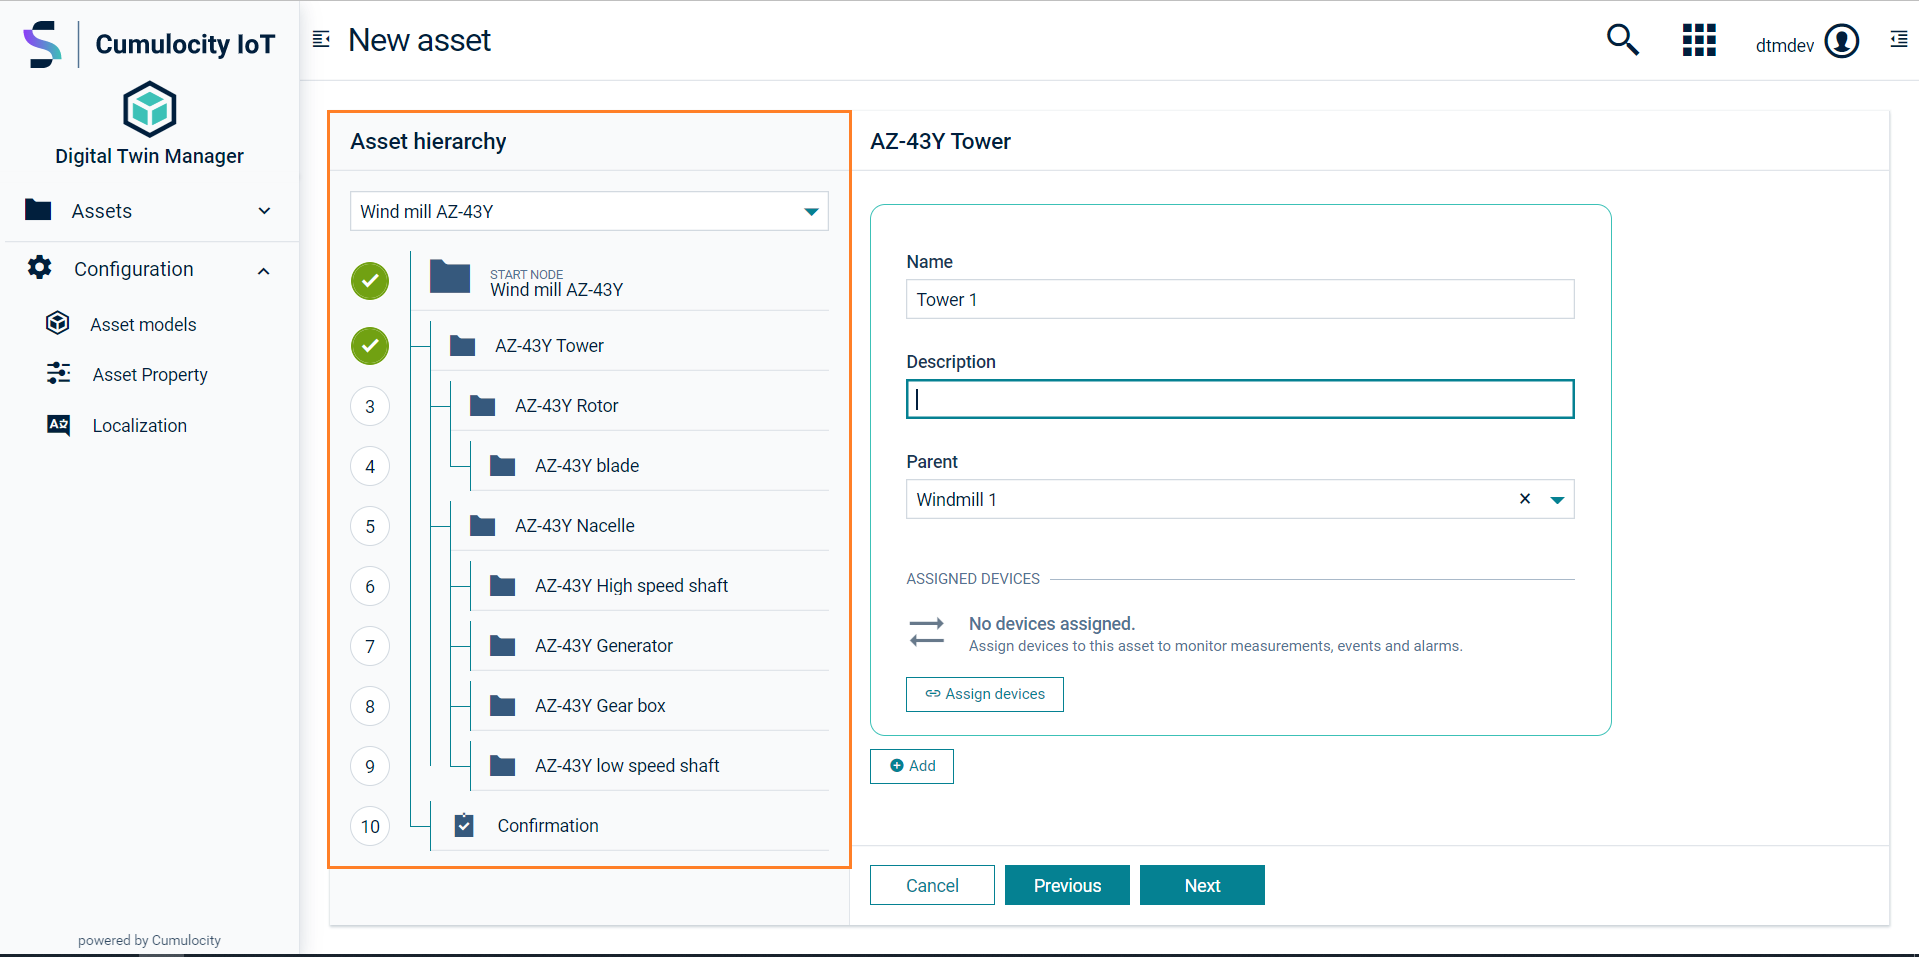 Cumulocity IoT
Digital Twin Manager
Assets
Configuration
Asset models
Asset Property
Localization
powered by Cumulocity
New asset
dtmdev
Asset hierarchy
Wind mill AZ-43Y
START NODE
Wind mill AZ-43Y
AZ-43Y Tower
3 AZ-43Y Rotor
4 AZ-43Y blade
5 AZ-43Y Nacelle
6 AZ-43Y High speed shaft
7 AZ-43Y Generator
8 AZ-43Y Gear box
9 AZ-43Y low speed shaft
10 Confirmation
AZ-43Y Tower
Name
Tower 1
Description
Parent
Windmill 1
ASSIGNED DEVICES
No devices assigned.
Assign devices to this asset to monitor measurements, events and alarms.
Assign devices
Add
Cancel Previous Next